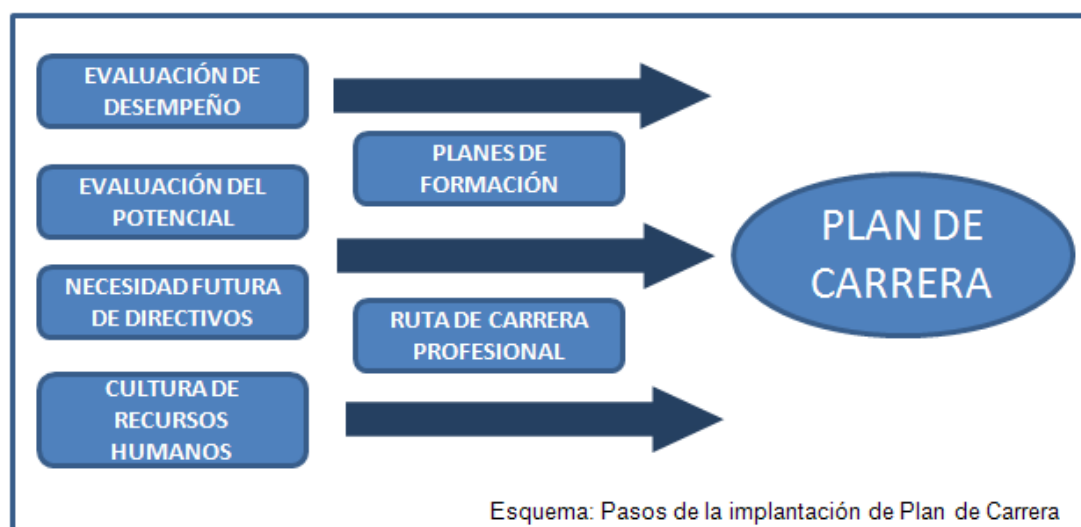 EVALUACIÓN DE
DESEMPEÑO
EVALUACIÓN DEL
POTENCIAL
NECESIDAD FUTURA
DE DIRECTIVOS
CULTURA DE
RECURSOS
HUMANOS
PLANES DE
FORMACIÓN
RUTA DE CARRERA
PROFESIONAL
PLAN DE
CARRERA
Esquema: Pasos de la implantación de Plan de Carrera